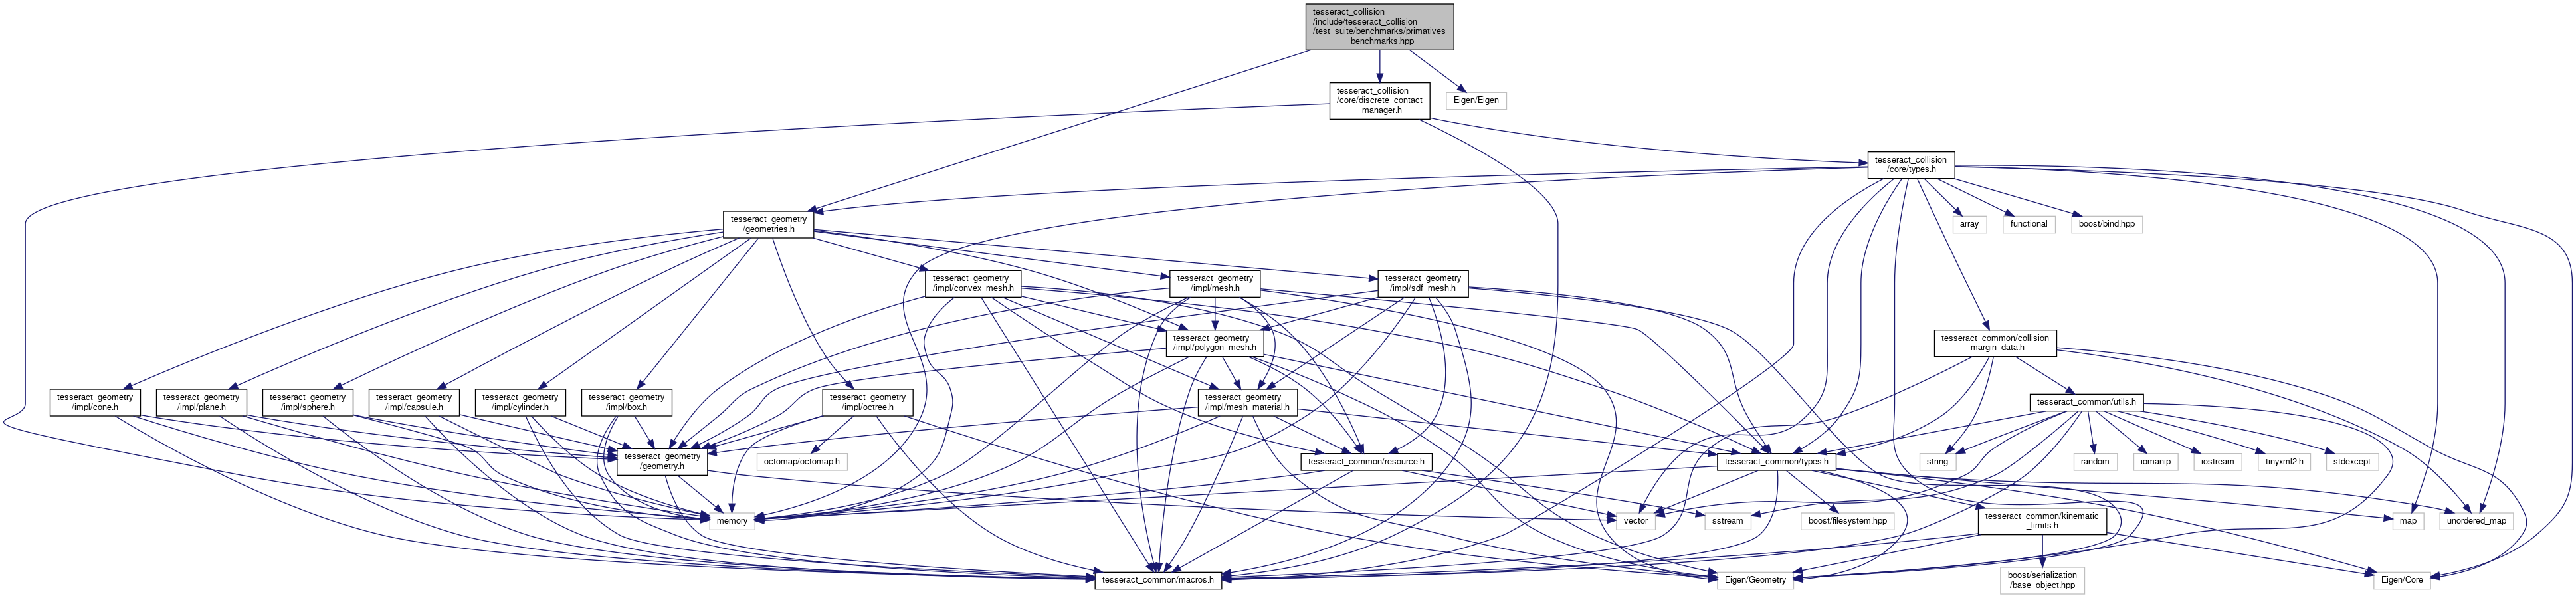 tesseract_collision
/include/tesseract_collision
/test_suite/benchmarks/primatives
_benchmarks.hpp
tesseract_collision
/core/discrete_contact
_manager.h
Eigen/Eigen
tesseract_collision
/core/types.h
tesseract_geometry
/geometries.h
array
functional
boost/bind.hpp
tesseract_geometry
/impl/convex_mesh.h
tesseract_geometry
/impl/mesh.h
tesseract_geometry
/impl/sdf_mesh.h
tesseract_geometry
/impl/polygon_mesh.h
tesseract_common/collision
_margin_data.h
tesseract_geometry
/impl/cone.h
tesseract_geometry
/impl/plane.h
tesseract_geometry
/impl/sphere.h
tesseract_geometry
/impl/capsule.h
tesseract_geometry
/impl/cylinder.h
tesseract_geometry
/impl/box.h
tesseract_geometry
/impl/octree.h
tesseract_geometry
/impl/mesh_material.h
tesseract_common/utils.h
tesseract_geometry
/geometry.h
octomap/octomap.h
tesseract_common/resource.h
tesseract_common/types.h
string
random
iomanip
iostream
tinyxml2.h
stdexcept
memory
vector
sstream
boost/filesystem.hpp
tesseract_common/kinematic
_limits.h
map
unordered_map
tesseract_common/macros.h
Eigen/Geometry
boost/serialization
/base_object.hpp
Eigen/Core